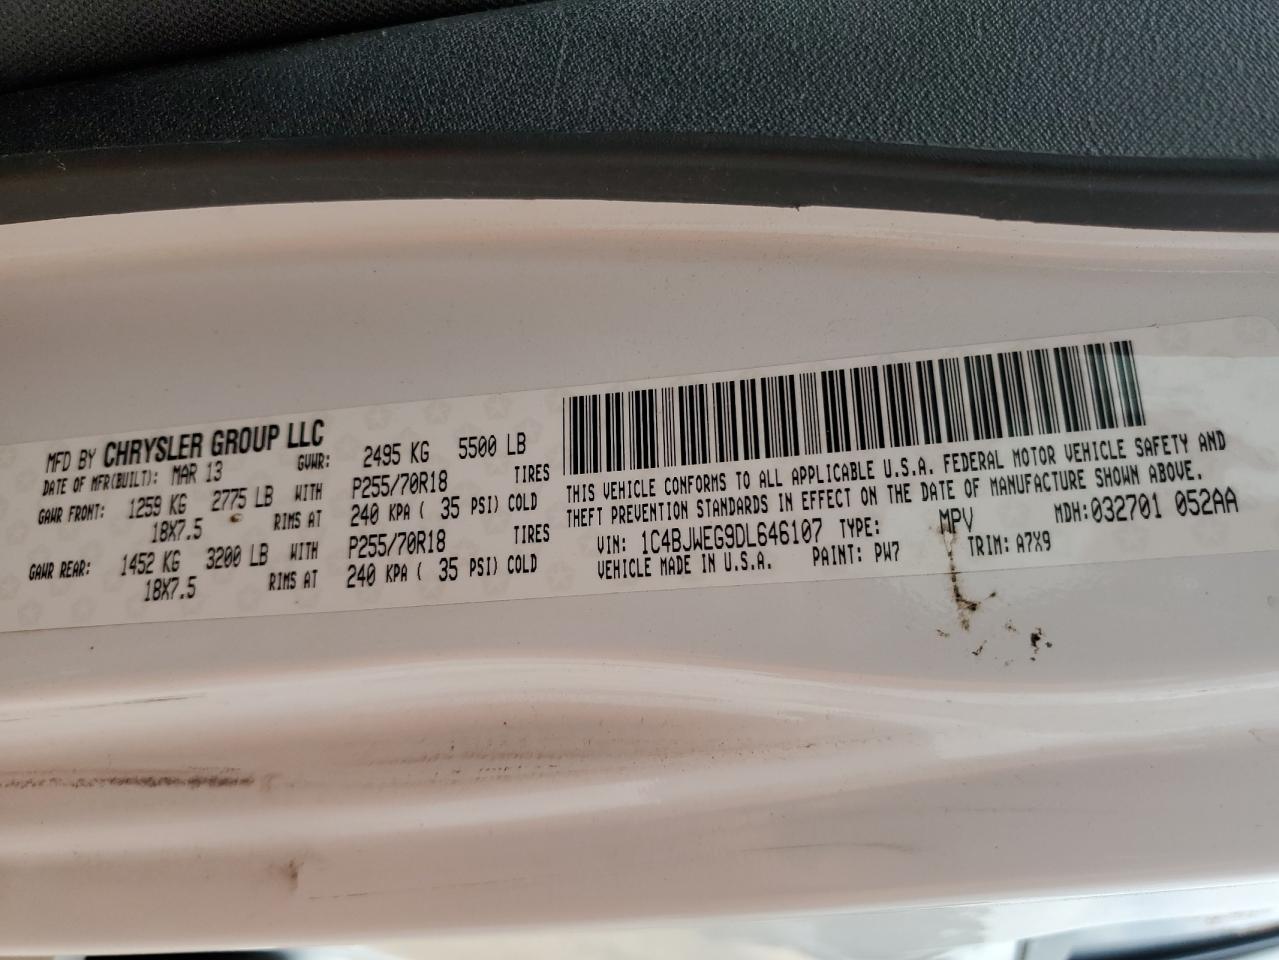 MFD BY CHRYSLER GROUP LLC
DATE OF MFR(BUILT): MAR 13 GVWR: 2495 KG 5500 LB
GAWR FRONT: 1259 KG 2775 LB WITH P255/70R18 TIRES
18X7.5 RIMS AT 240 KPA ( 35 PSI) COLD
GAWR REAR: 1452 KG 3200 LB WITH P255/70R18 TIRES
18X7.5 RIMS AT 240 KPA ( 35 PSI) COLD
THIS VEHICLE CONFORMS TO ALL APPLICABLE U.S.A. FEDERAL MOTOR VEHICLE SAFETY AND
THEFT PREVENTION STANDARDS IN EFFECT ON THE DATE OF MANUFACTURE SHOWN ABOVE.
VIN: 1C4BJWEG9DL646107 TYPE: MPV MDH:032701 052AA
VEHICLE MADE IN U.S.A. PAINT: PW7 TRIM: A7X9